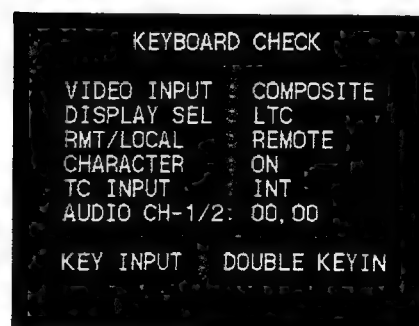 KEYBOARD CHECK
VIDEO INPUT : COMPOSITE
DISPLAY SEL : LTC
RMT/LOCAL : REMOTE
CHARACTER : ON
TC INPUT : INT
AUDIO CH-1/2: 00,00
KEY INPUT : DOUBLE KEYIN